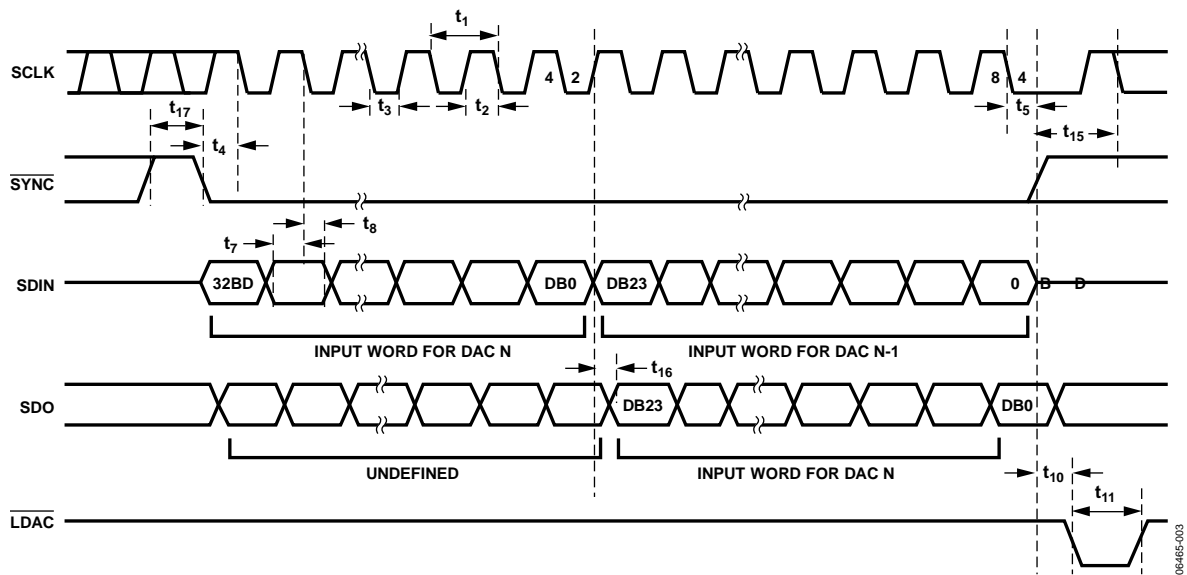 t1
SCLK
4 2
8 4
t3
t2
t5
t17
t4
t15
SYNC
t8
t7
SDIN
32BD
DB0
DB23
0 B D
INPUT WORD FOR DAC N
INPUT WORD FOR DAC N-1
t16
SDO
DB23
DB0
UNDEFINED
INPUT WORD FOR DAC N
t10
t11
LDAC
06465-003